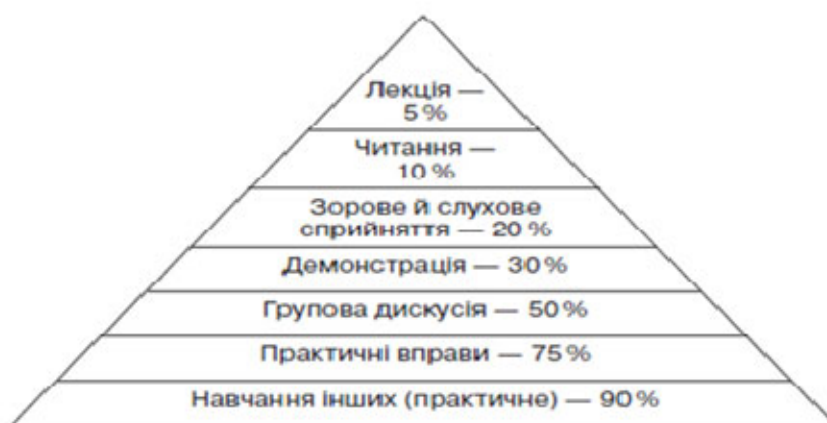 Лекція —
5 %
Читання —
10 %
Зорове й слухове
сприйняття — 20 %
Демонстрація — 30 %
Групова дискусія — 50 %
Практичні вправи — 75 %
Навчання інших (практичне) — 90 %